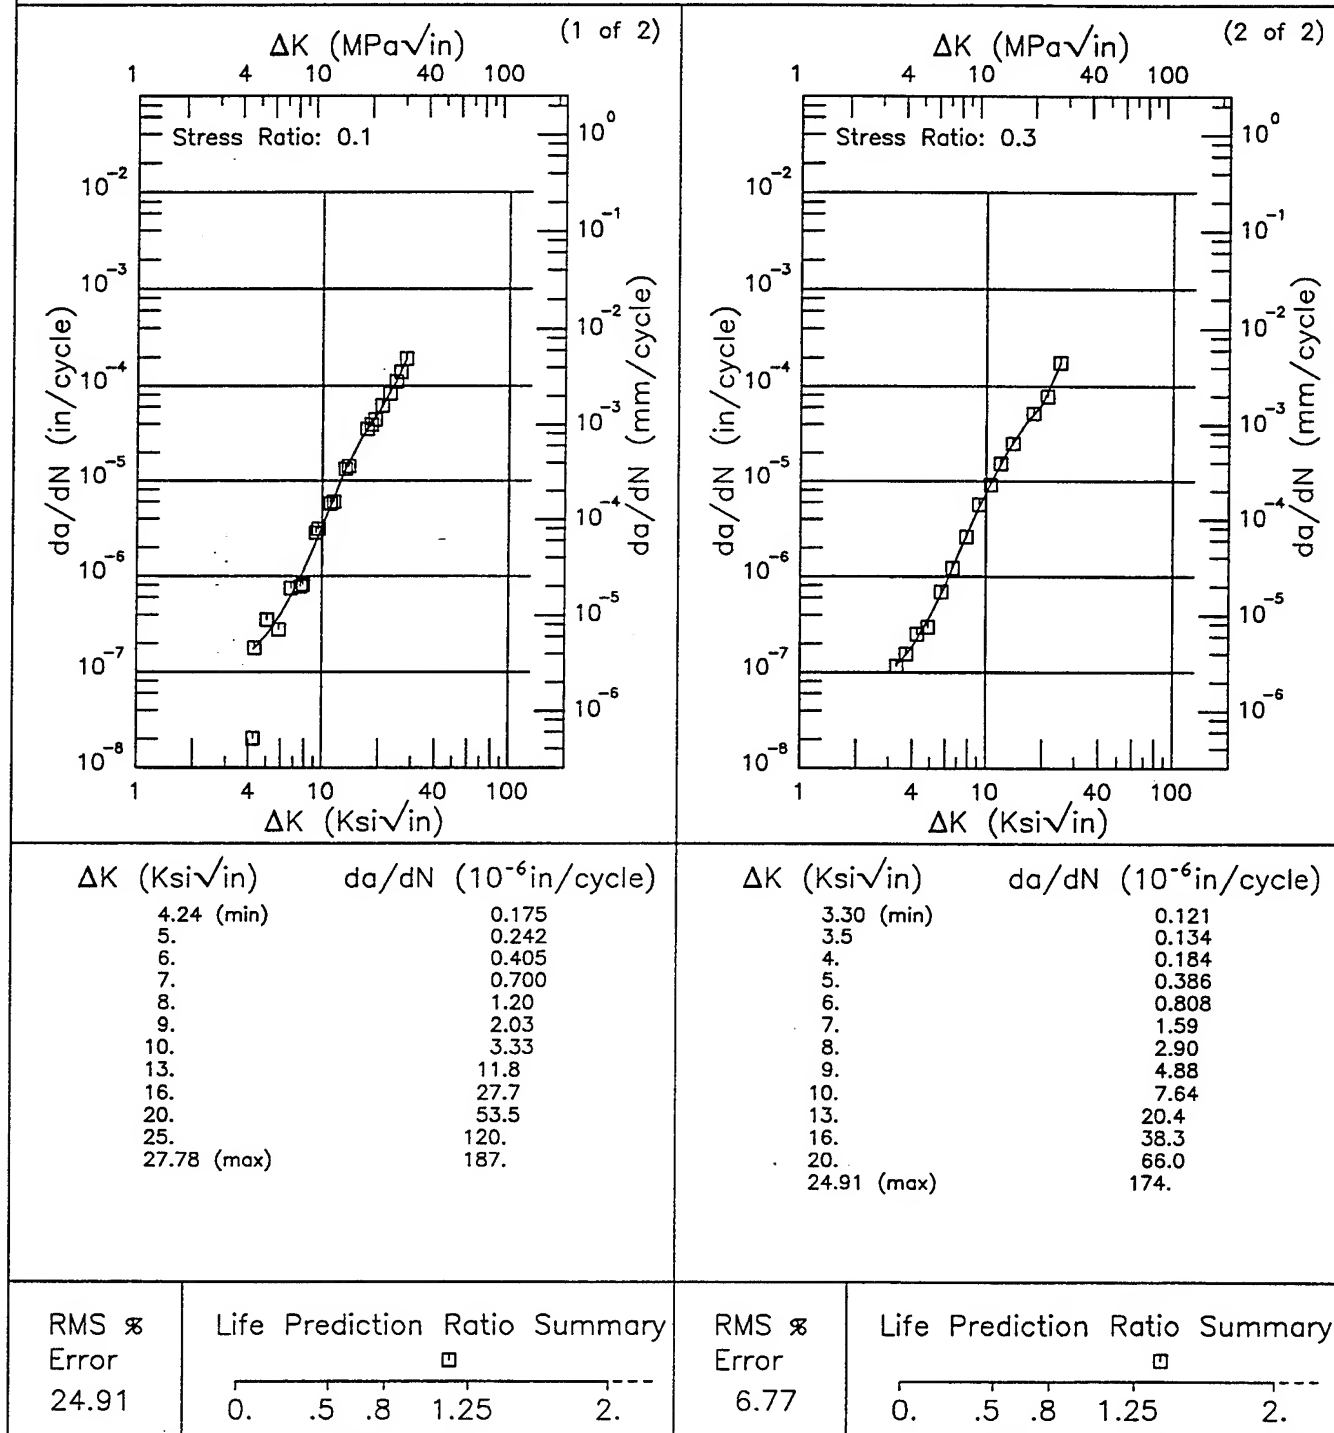 (1 of 2)
ΔK (MPa√in)
1 4 10 40 100
Stress Ratio: 0.1
10⁰
10⁻²
10⁻¹
10⁻³
10⁻²
10⁻⁴
10⁻³
10⁻⁵
10⁻⁴
10⁻⁶
10⁻⁵
10⁻⁷
10⁻⁶
10⁻⁸
da/dN (in/cycle)
da/dN (mm/cycle)
1 4 10 40 100
ΔK (Ksi√in)
ΔK (Ksi√in) da/dN (10⁻⁶in/cycle)
4.24 (min) 0.175
5. 0.242
6. 0.405
7. 0.700
8. 1.20
9. 2.03
10. 3.33
13. 11.8
16. 27.7
20. 53.5
25. 120.
27.78 (max) 187.
RMS %
Error
24.91
Life Prediction Ratio Summary
0. .5 .8 1.25 2.
(2 of 2)
ΔK (MPa√in)
1 4 10 40 100
Stress Ratio: 0.3
10⁰
10⁻²
10⁻¹
10⁻³
10⁻²
10⁻⁴
10⁻³
10⁻⁵
10⁻⁴
10⁻⁶
10⁻⁵
10⁻⁷
10⁻⁶
10⁻⁸
da/dN (in/cycle)
da/dN (mm/cycle)
1 4 10 40 100
ΔK (Ksi√in)
ΔK (Ksi√in) da/dN (10⁻⁶in/cycle)
3.30 (min) 0.121
3.5 0.134
4. 0.184
5. 0.386
6. 0.808
7. 1.59
8. 2.90
9. 4.88
10. 7.64
13. 20.4
16. 38.3
20. 66.0
24.91 (max) 174.
RMS %
Error
6.77
Life Prediction Ratio Summary
0. .5 .8 1.25 2.